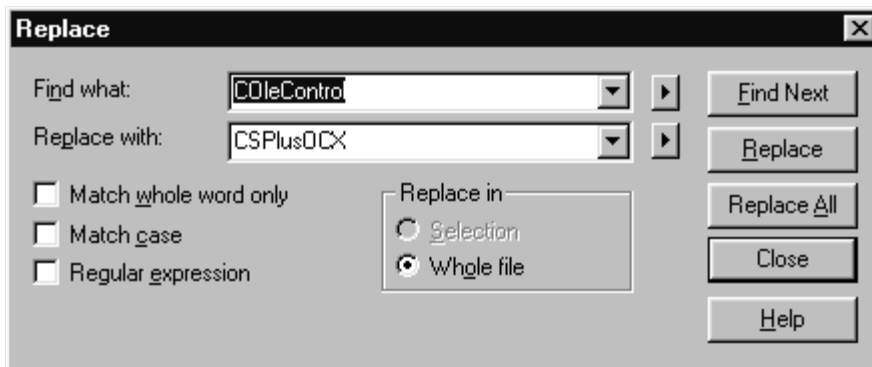 Replace
Find what: COleControl Find Next
Replace with: CSPlusOCX Replace
Match whole word only Replace in Replace All
Match case Selection Close
Regular expression Whole file
Help